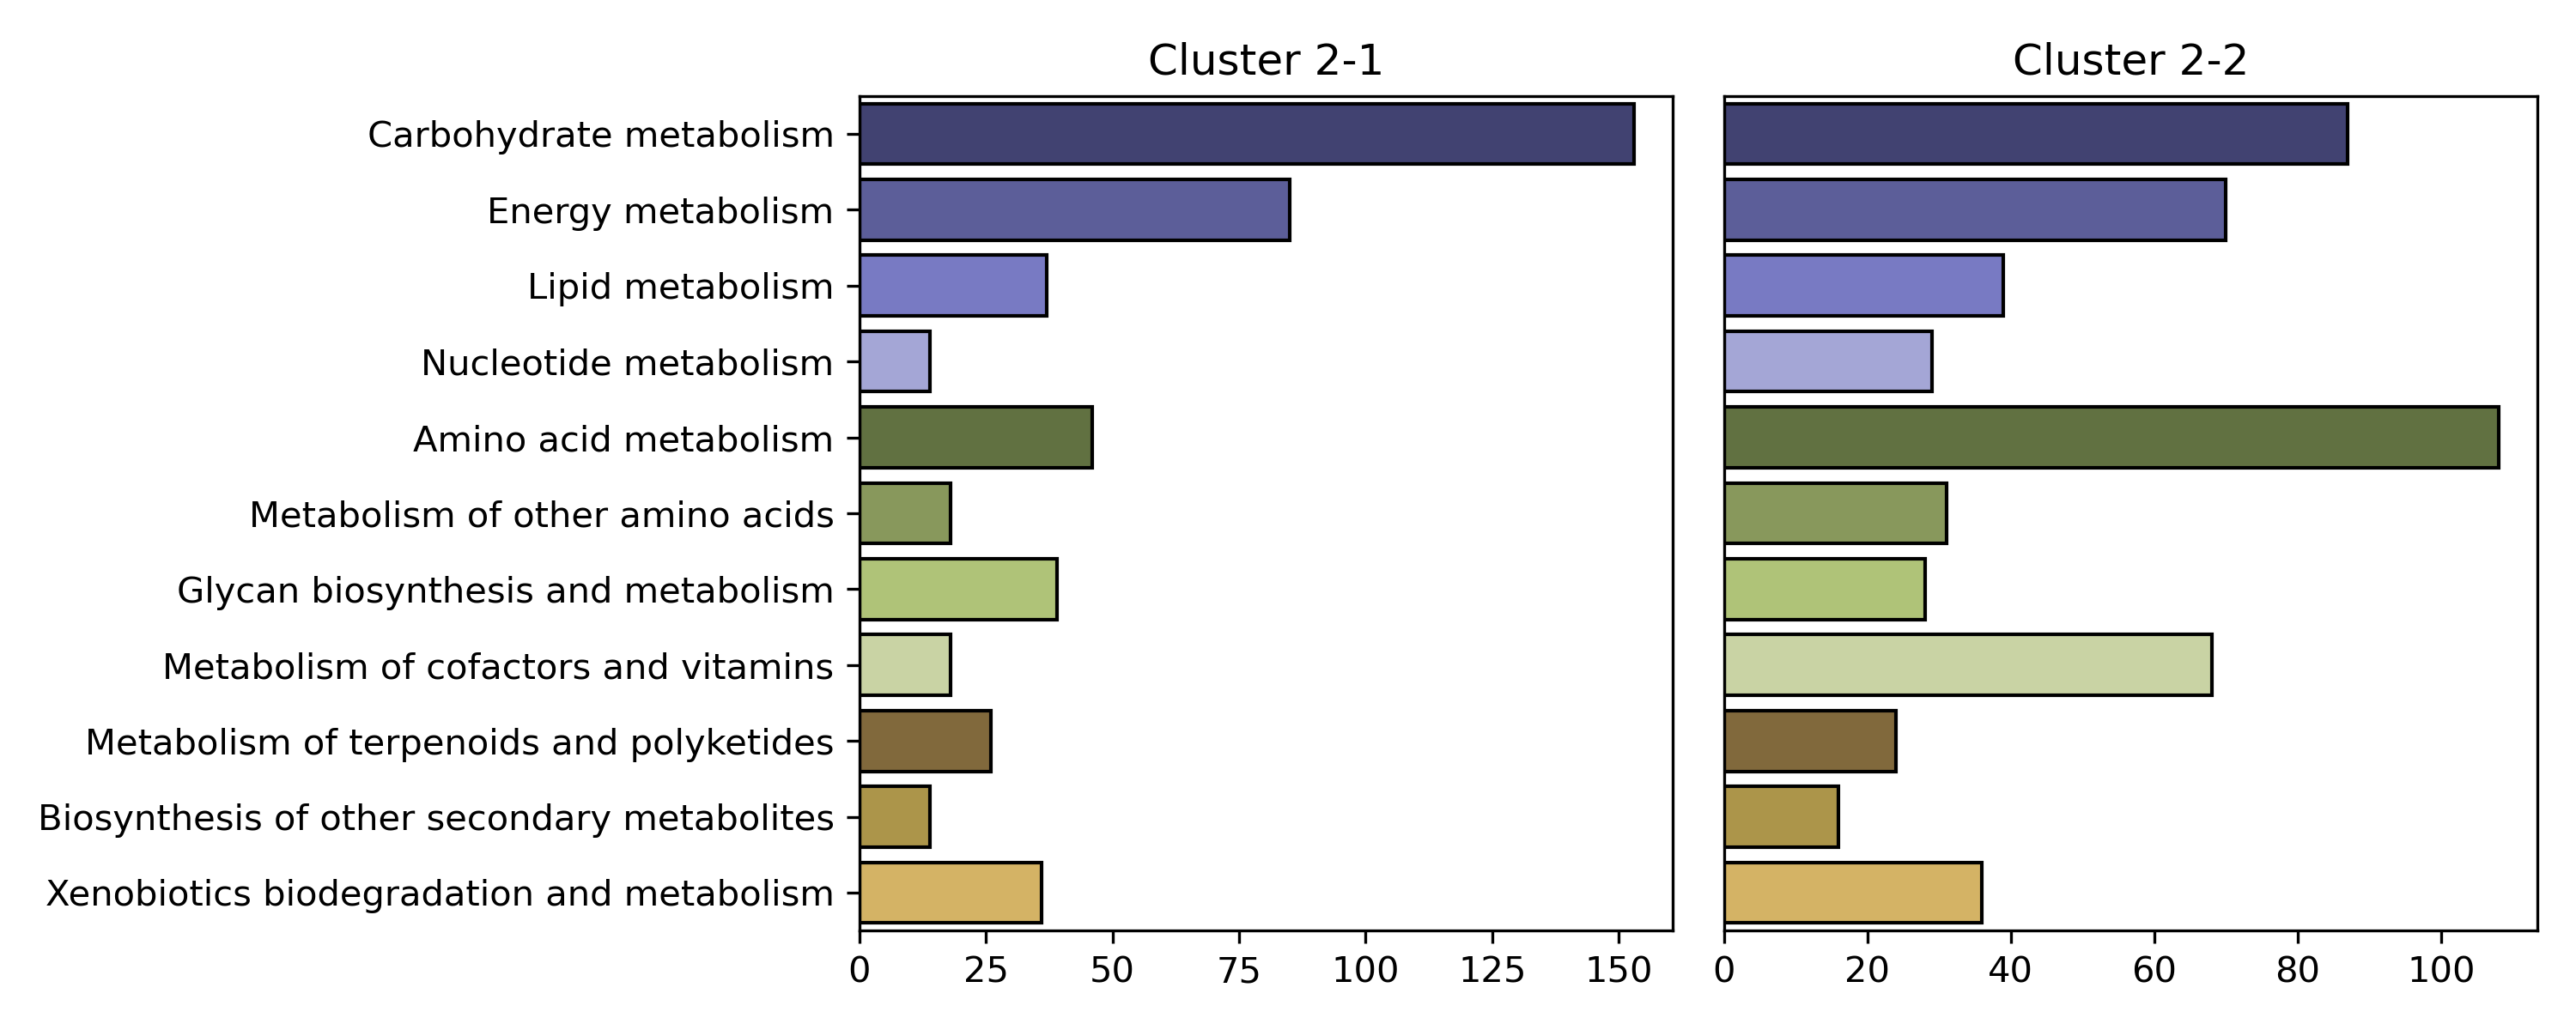 Cluster 2-1
Cluster 2-2
Carbohydrate metabolism
Energy metabolism
Lipid metabolism
Nucleotide metabolism
Amino acid metabolism
Metabolism of other amino acids
Glycan biosynthesis and metabolism
Metabolism of cofactors and vitamins
Metabolism of terpenoids and polyketides
Biosynthesis of other secondary metabolites
Xenobiotics biodegradation and metabolism
0 25 50 75 100 125 150
0 20 40 60 80 100